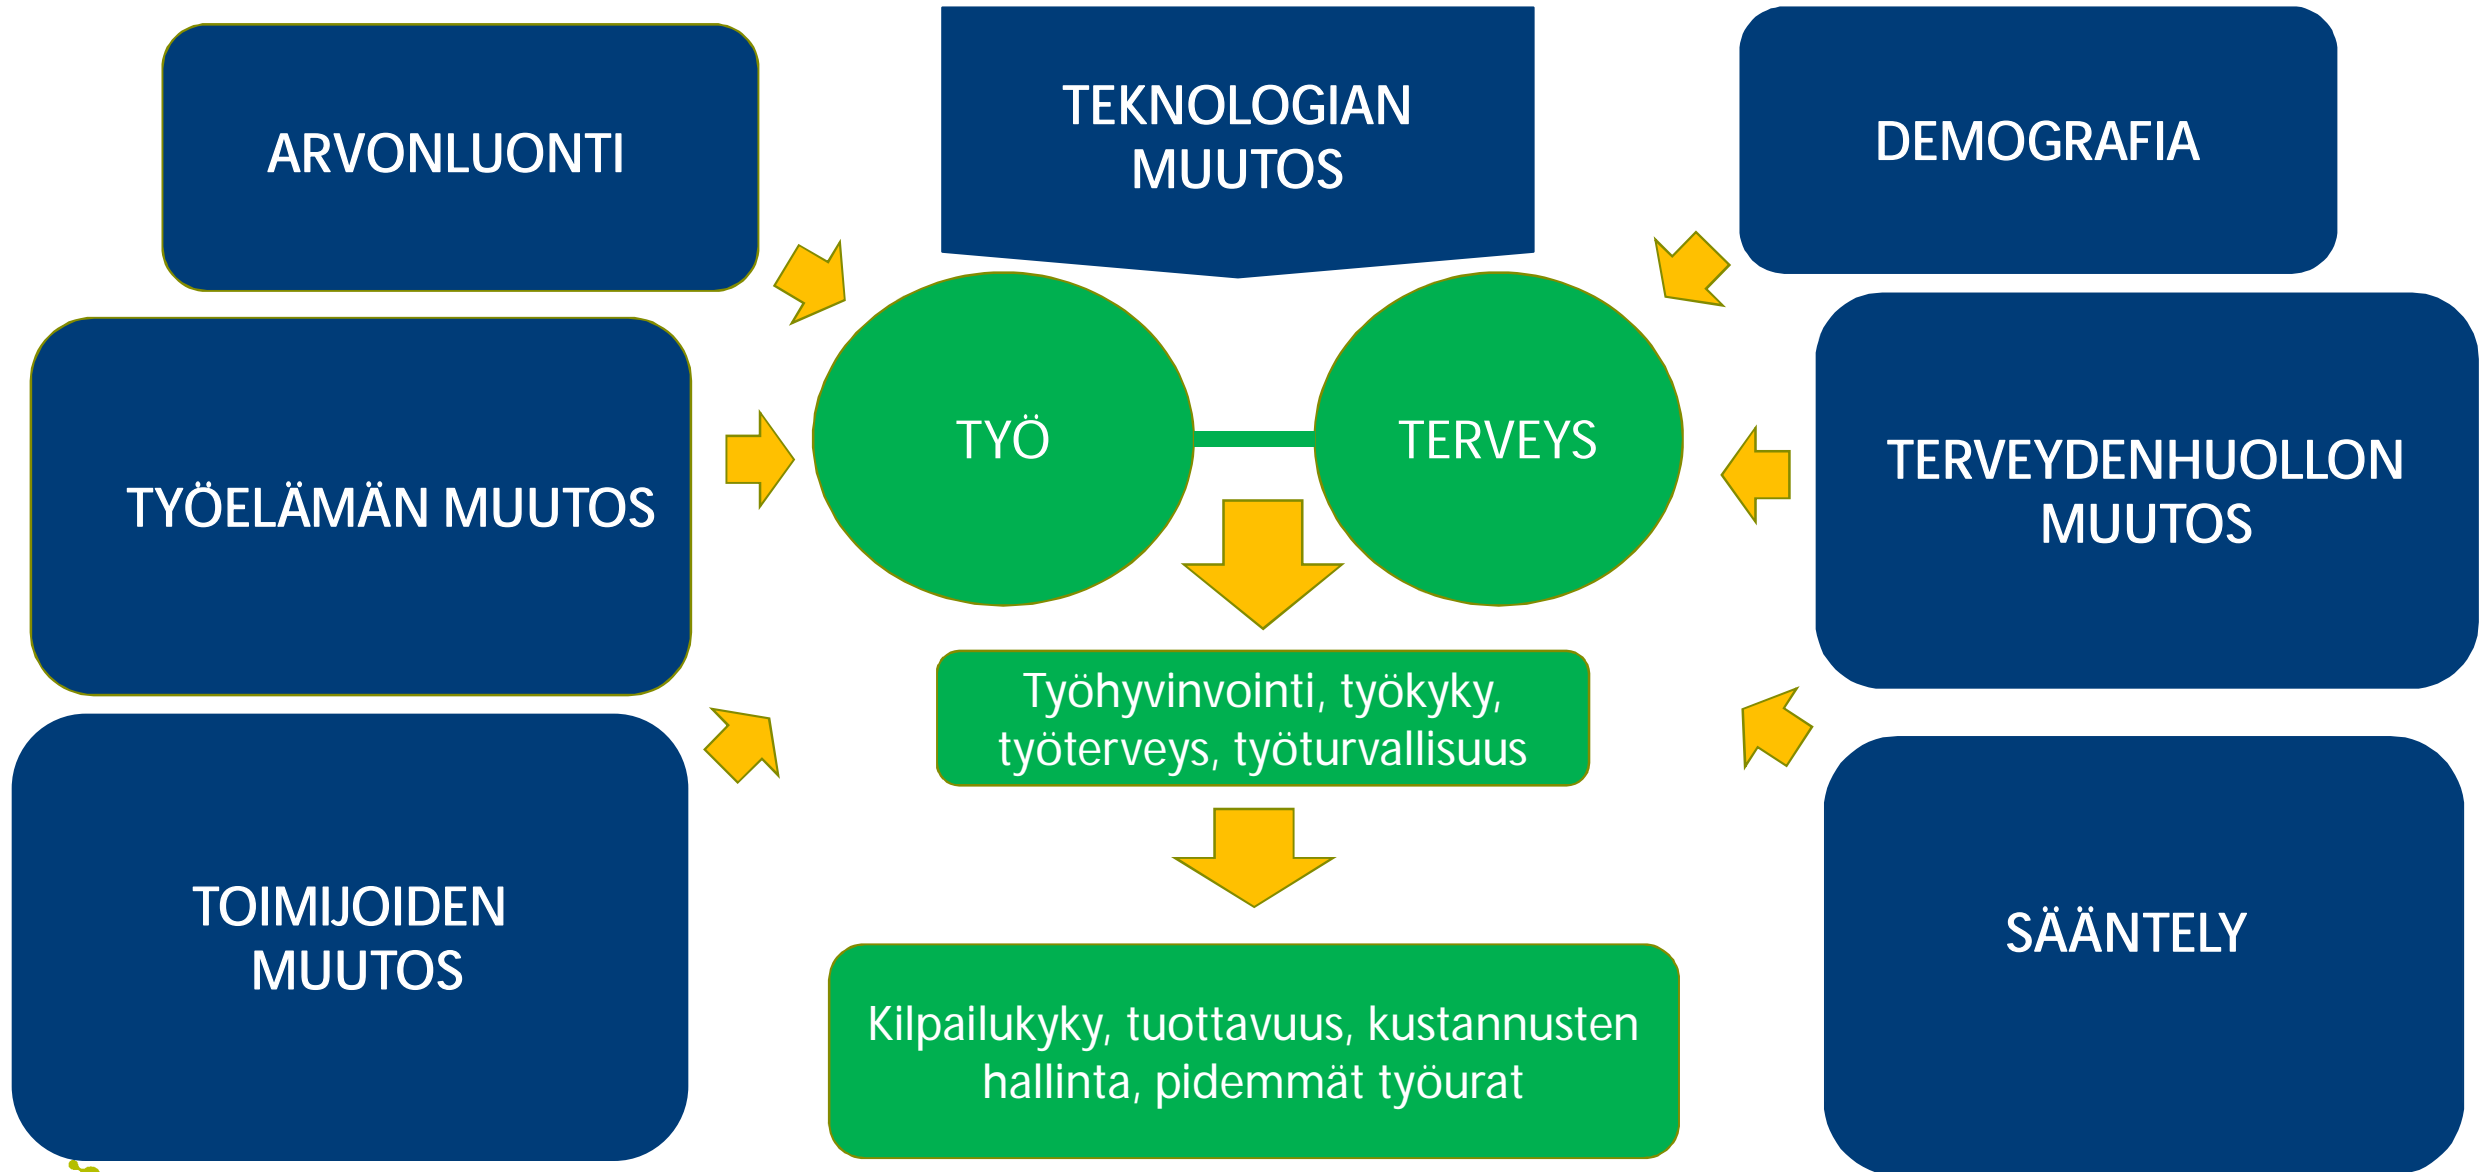 ARVONLUONTI
TEKNOLOGIAN
MUUTOS
DEMOGRAFIA
TYÖELÄMÄN MUUTOS
TYÖ
TERVEYS
TERVEYDENHUOLLON
MUUTOS
Työhyvinvointi, työkyky,
työterveys, työturvallisuus
TOIMIJOIDEN
MUUTOS
SÄÄNTELY
Kilpailukyky, tuottavuus, kustannusten
hallinta, pidemmät työurat